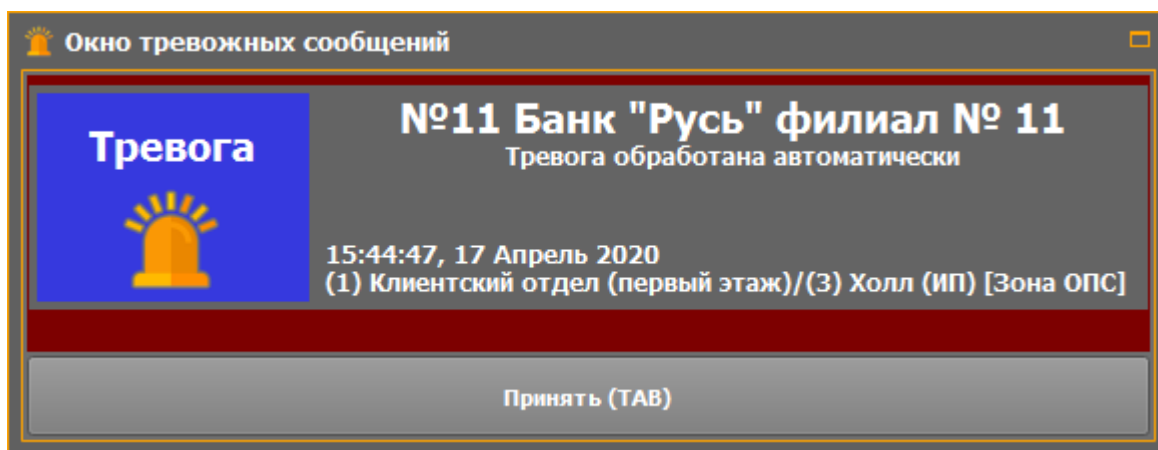 Окно тревожных сообщений
Тревога
№11 Банк "Русь" филиал № 11
Тревога обработана автоматически
15:44:47, 17 Апрель 2020
(1) Клиентский отдел (первый этаж)/(3) Холл (ИП) [Зона ОПС]
Принять (TAB)